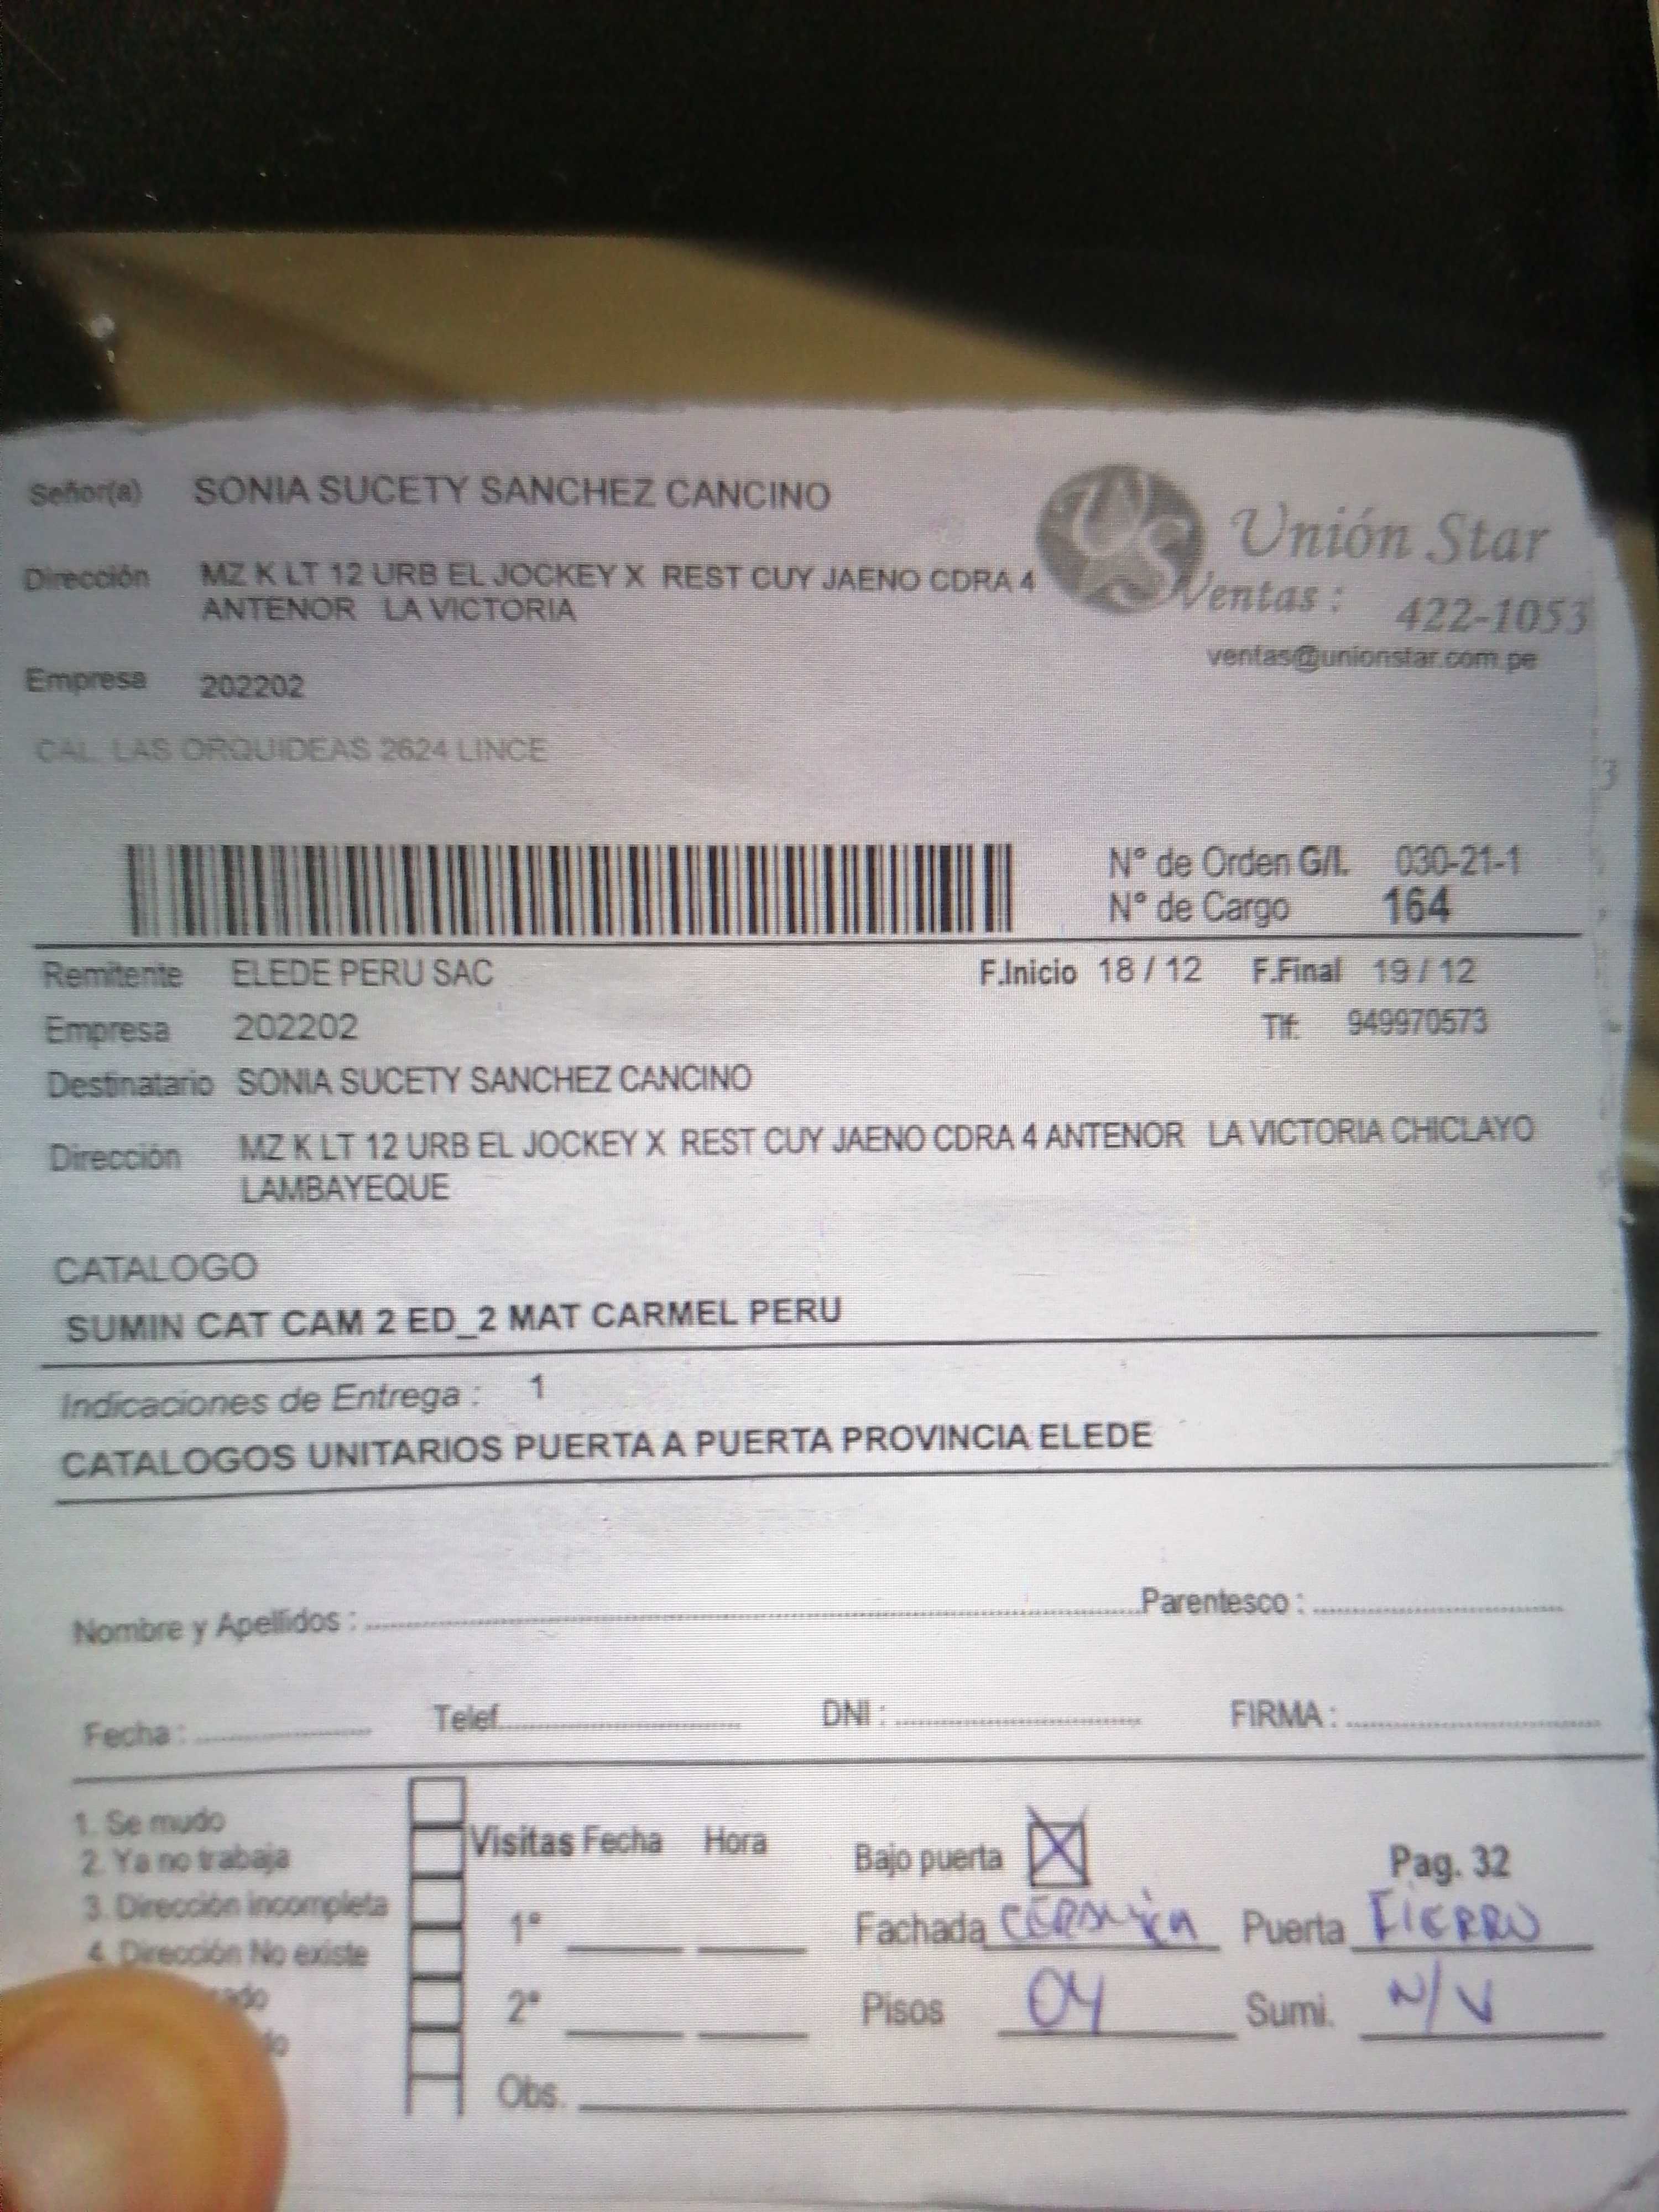 Señor(a) SONIA SUCETY SANCHEZ CANCINO
Unión Star
Dirección MZ K LT 12 URB EL JOCKEY X REST CUY JAENO CDRA 4
ANTENOR LA VICTORIA
Ventas : 422-1053
ventas@unionstar.com.pe
Empresa 202202
CAL LAS ORQUIDEAS 2624 LINCE
N° de Orden G/L 030-21-1
N° de Cargo 164
Remitente ELEDE PERU SAC F.Inicio 18 / 12 F.Final 19 / 12
Empresa 202202 Tlf: 949970573
Destinatario SONIA SUCETY SANCHEZ CANCINO
Dirección MZ K LT 12 URB EL JOCKEY X REST CUY JAENO CDRA 4 ANTENOR LA VICTORIA CHICLAYO
LAMBAYEQUE
CATALOGO
SUMIN CAT CAM 2 ED_2 MAT CARMEL PERU
Indicaciones de Entrega : 1
CATALOGOS UNITARIOS PUERTA A PUERTA PROVINCIA ELEDE
Nombre y Apellidos : Parentesco :
Fecha : Telef DNI : FIRMA :
1. Se mudo
2. Ya no trabaja
3. Dirección incompleta
4. Dirección No existe
Visitas Fecha Hora
1°
2°
Obs.
Bajo puerta X Pag. 32
Fachada Puerta FIERRO
Pisos 04 Sumi. N/V